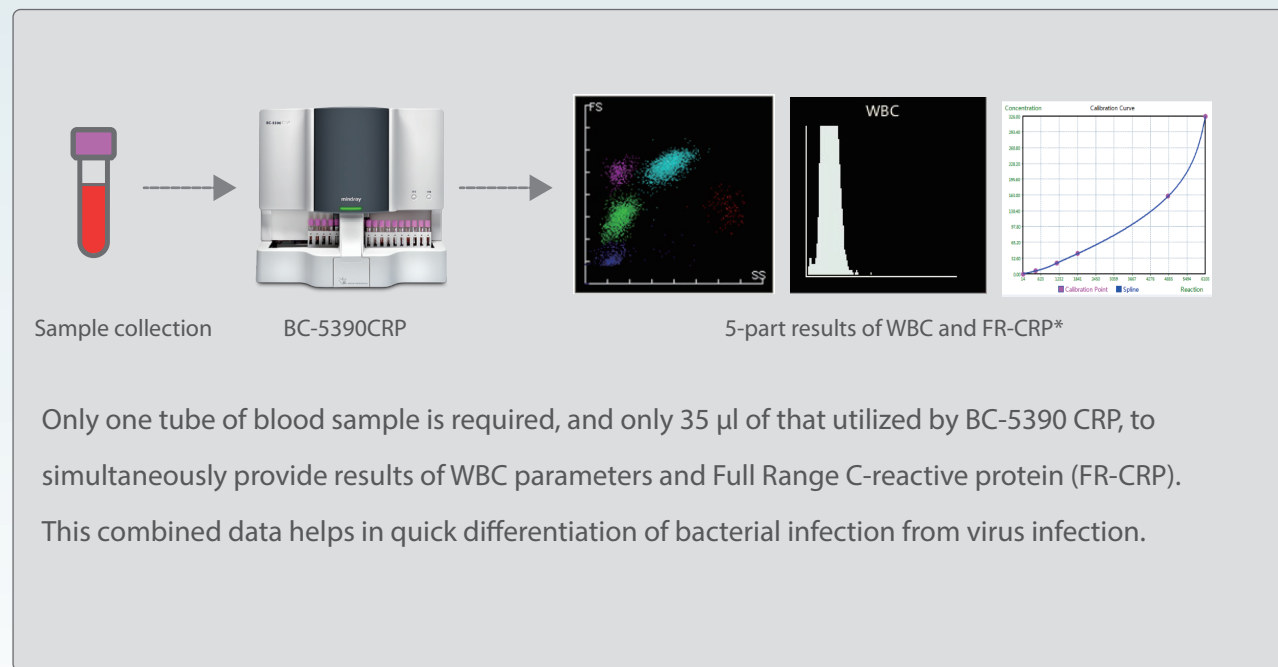 FS
SS
WBC
Concentration
Calibration Curve
mindray
Calibration Point
Spline
Reaction
Sample collection
BC-5390CRP
5-part results of WBC and FR-CRP*
Only one tube of blood sample is required, and only 35 μl of that utilized by BC-5390 CRP, to
simultaneously provide results of WBC parameters and Full Range C-reactive protein (FR-CRP).
This combined data helps in quick differentiation of bacterial infection from virus infection.